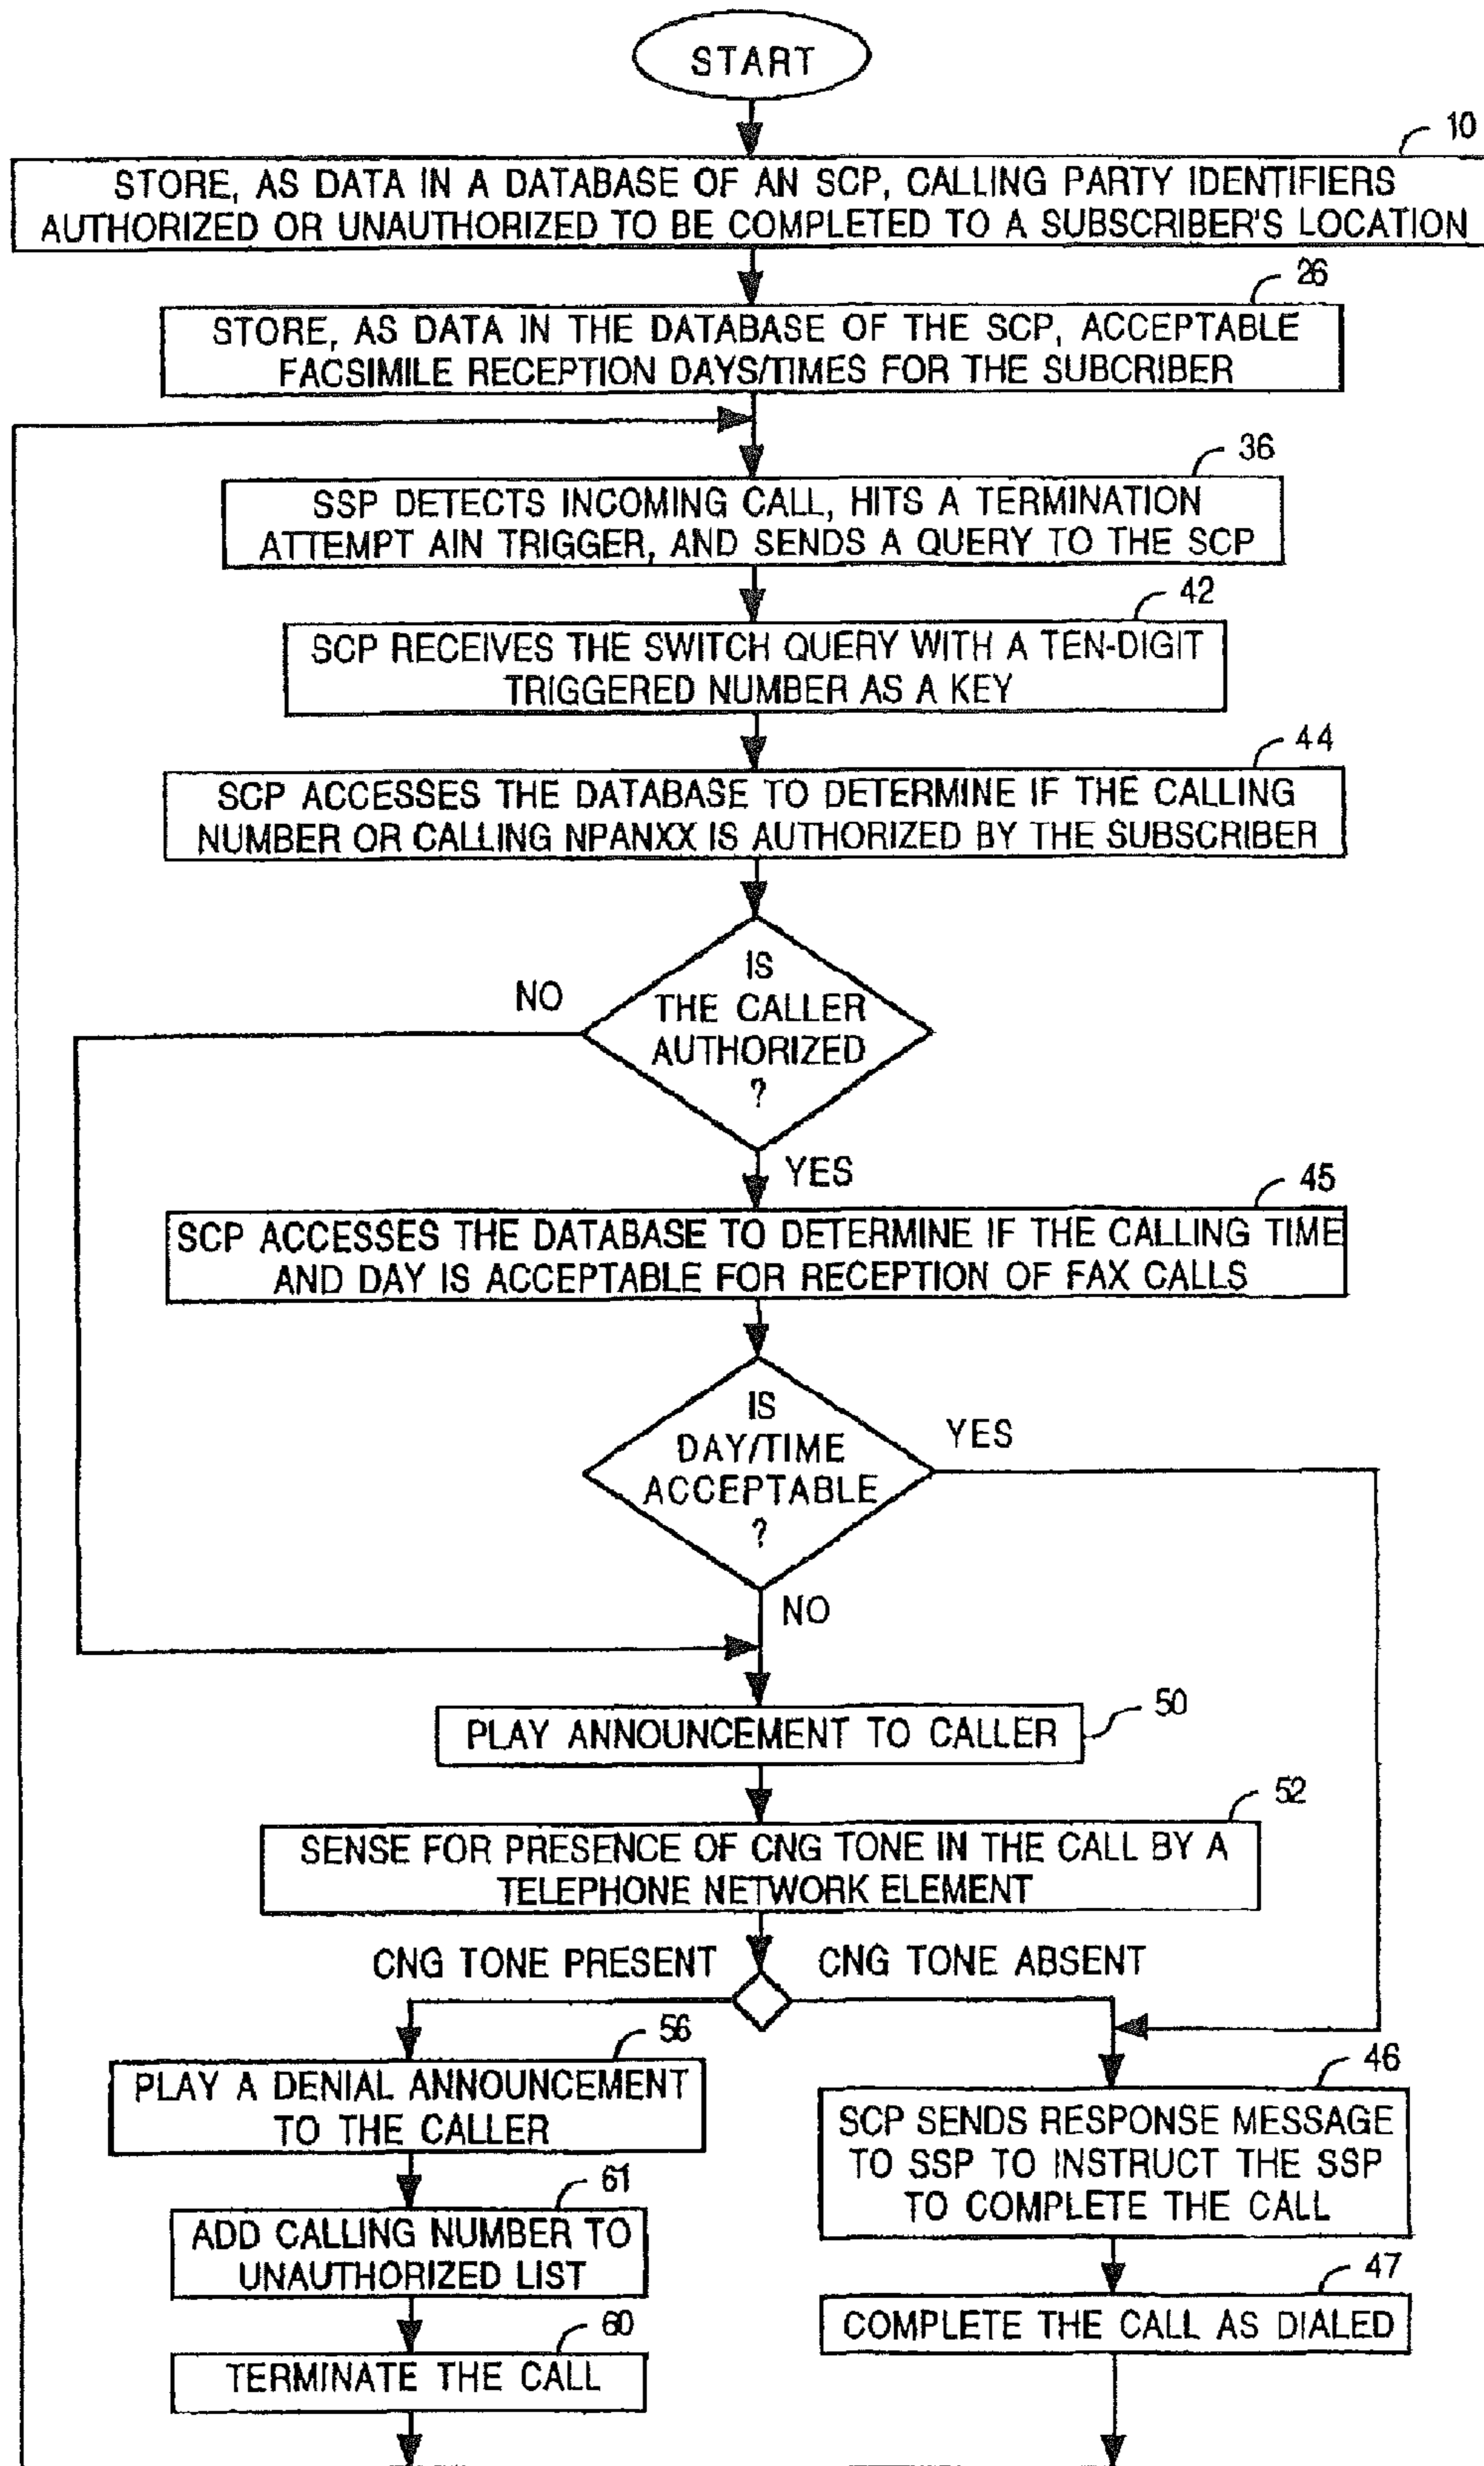 START
10
STORE, AS DATA IN A DATABASE OF AN SCP, CALLING PARTY IDENTIFIERS
AUTHORIZED OR UNAUTHORIZED TO BE COMPLETED TO A SUBSCRIBER'S LOCATION
26
STORE, AS DATA IN THE DATABASE OF THE SCP, ACCEPTABLE
FACSIMILE RECEPTION DAYS/TIMES FOR THE SUBCRIBER
36
SSP DETECTS INCOMING CALL, HITS A TERMINATION
ATTEMPT AIN TRIGGER, AND SENDS A QUERY TO THE SCP
42
SCP RECEIVES THE SWITCH QUERY WITH A TEN-DIGIT
TRIGGERED NUMBER AS A KEY
44
SCP ACCESSES THE DATABASE TO DETERMINE IF THE CALLING
NUMBER OR CALLING NPANXX IS AUTHORIZED BY THE SUBSCRIBER
IS
THE CALLER
AUTHORIZED
?
NO
YES
45
SCP ACCESSES THE DATABASE TO DETERMINE IF THE CALLING TIME
AND DAY IS ACCEPTABLE FOR RECEPTION OF FAX CALLS
IS
DAY/TIME
ACCEPTABLE
?
YES
NO
50
PLAY ANNOUNCEMENT TO CALLER
52
SENSE FOR PRESENCE OF CNG TONE IN THE CALL BY A
TELEPHONE NETWORK ELEMENT
CNG TONE PRESENT
CNG TONE ABSENT
56
PLAY A DENIAL ANNOUNCEMENT
TO THE CALLER
61
ADD CALLING NUMBER TO
UNAUTHORIZED LIST
60
TERMINATE THE CALL
46
SCP SENDS RESPONSE MESSAGE
TO SSP TO INSTRUCT THE SSP
TO COMPLETE THE CALL
47
COMPLETE THE CALL AS DIALED